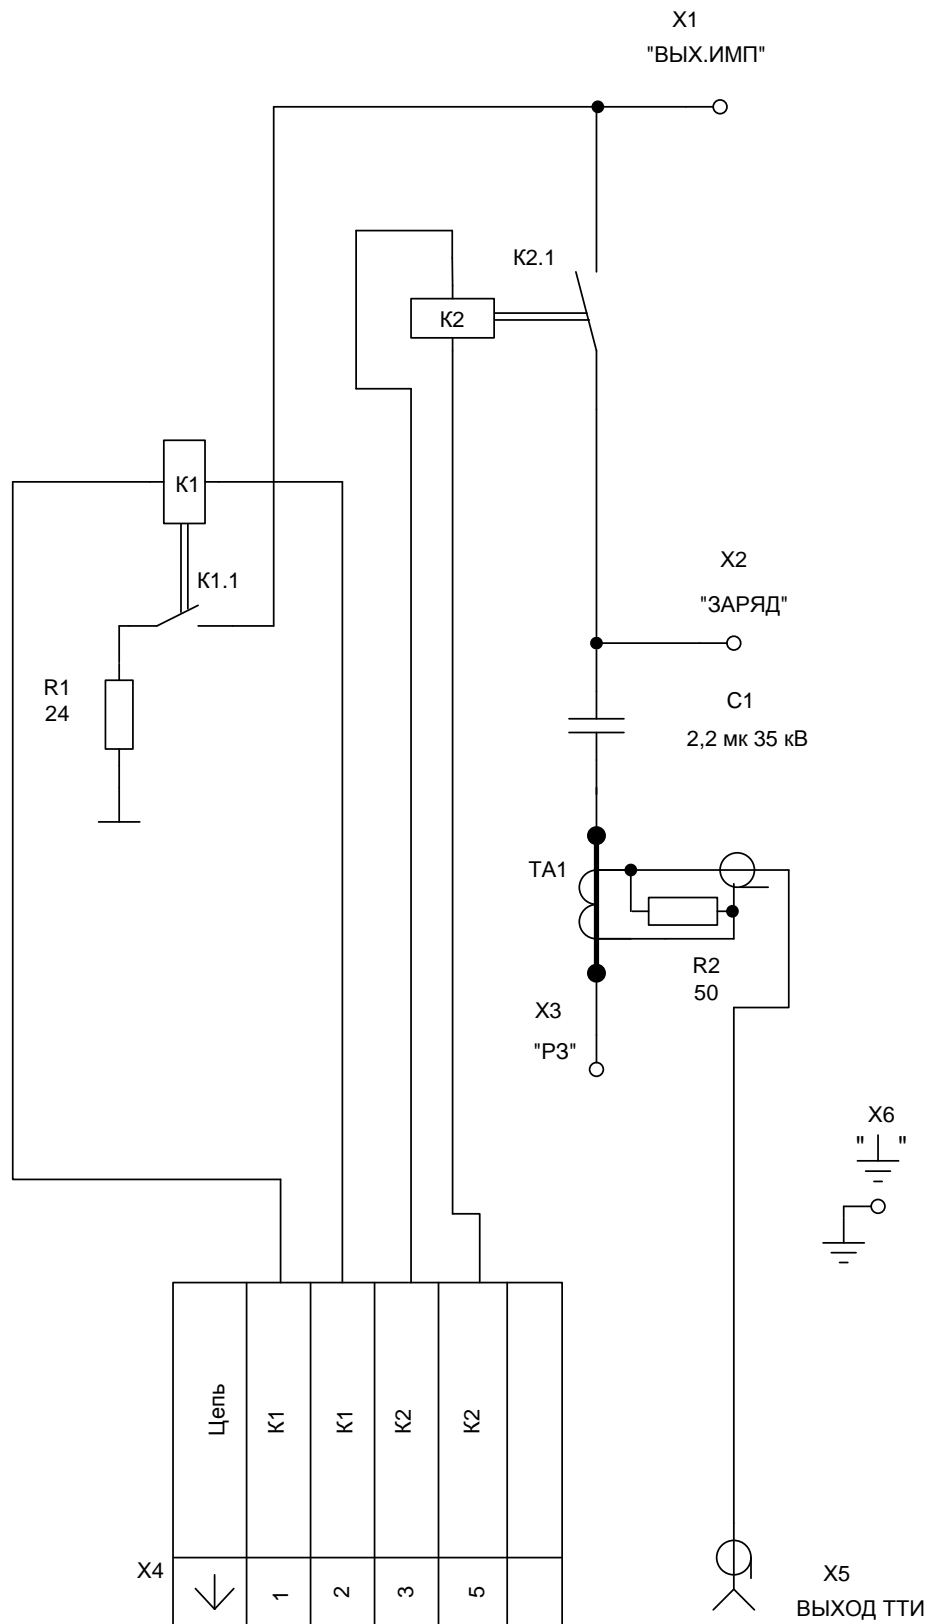 X1
"ВЫХ.ИМП"
К2.1
К2
К1
К1.1
X2
"ЗАРЯД"
R1
24
C1
2,2 мк 35 кВ
ТА1
R2
50
X3
"РЗ"
X6
" "
Цепь
К1
К1
К2
К2
X4
1
2
3
5
X5
ВЫХОД ТТИ